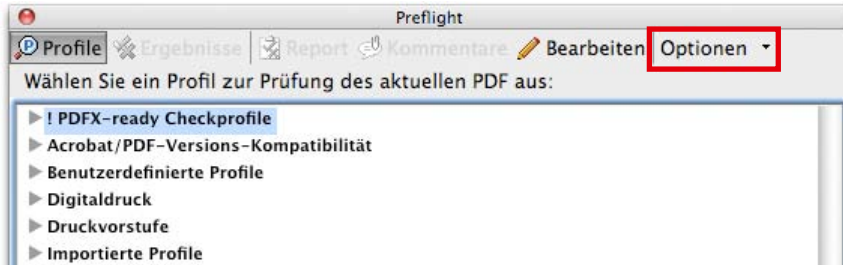 Preflight
Profile Ergebnisse Report Kommentare Bearbeiten Optionen
Wählen Sie ein Profil zur Prüfung des aktuellen PDF aus:
! PDFX-ready Checkprofile
Acrobat/PDF-Versions-Kompatibilität
Benutzerdefinierte Profile
Digitaldruck
Druckvorstufe
Importierte Profile